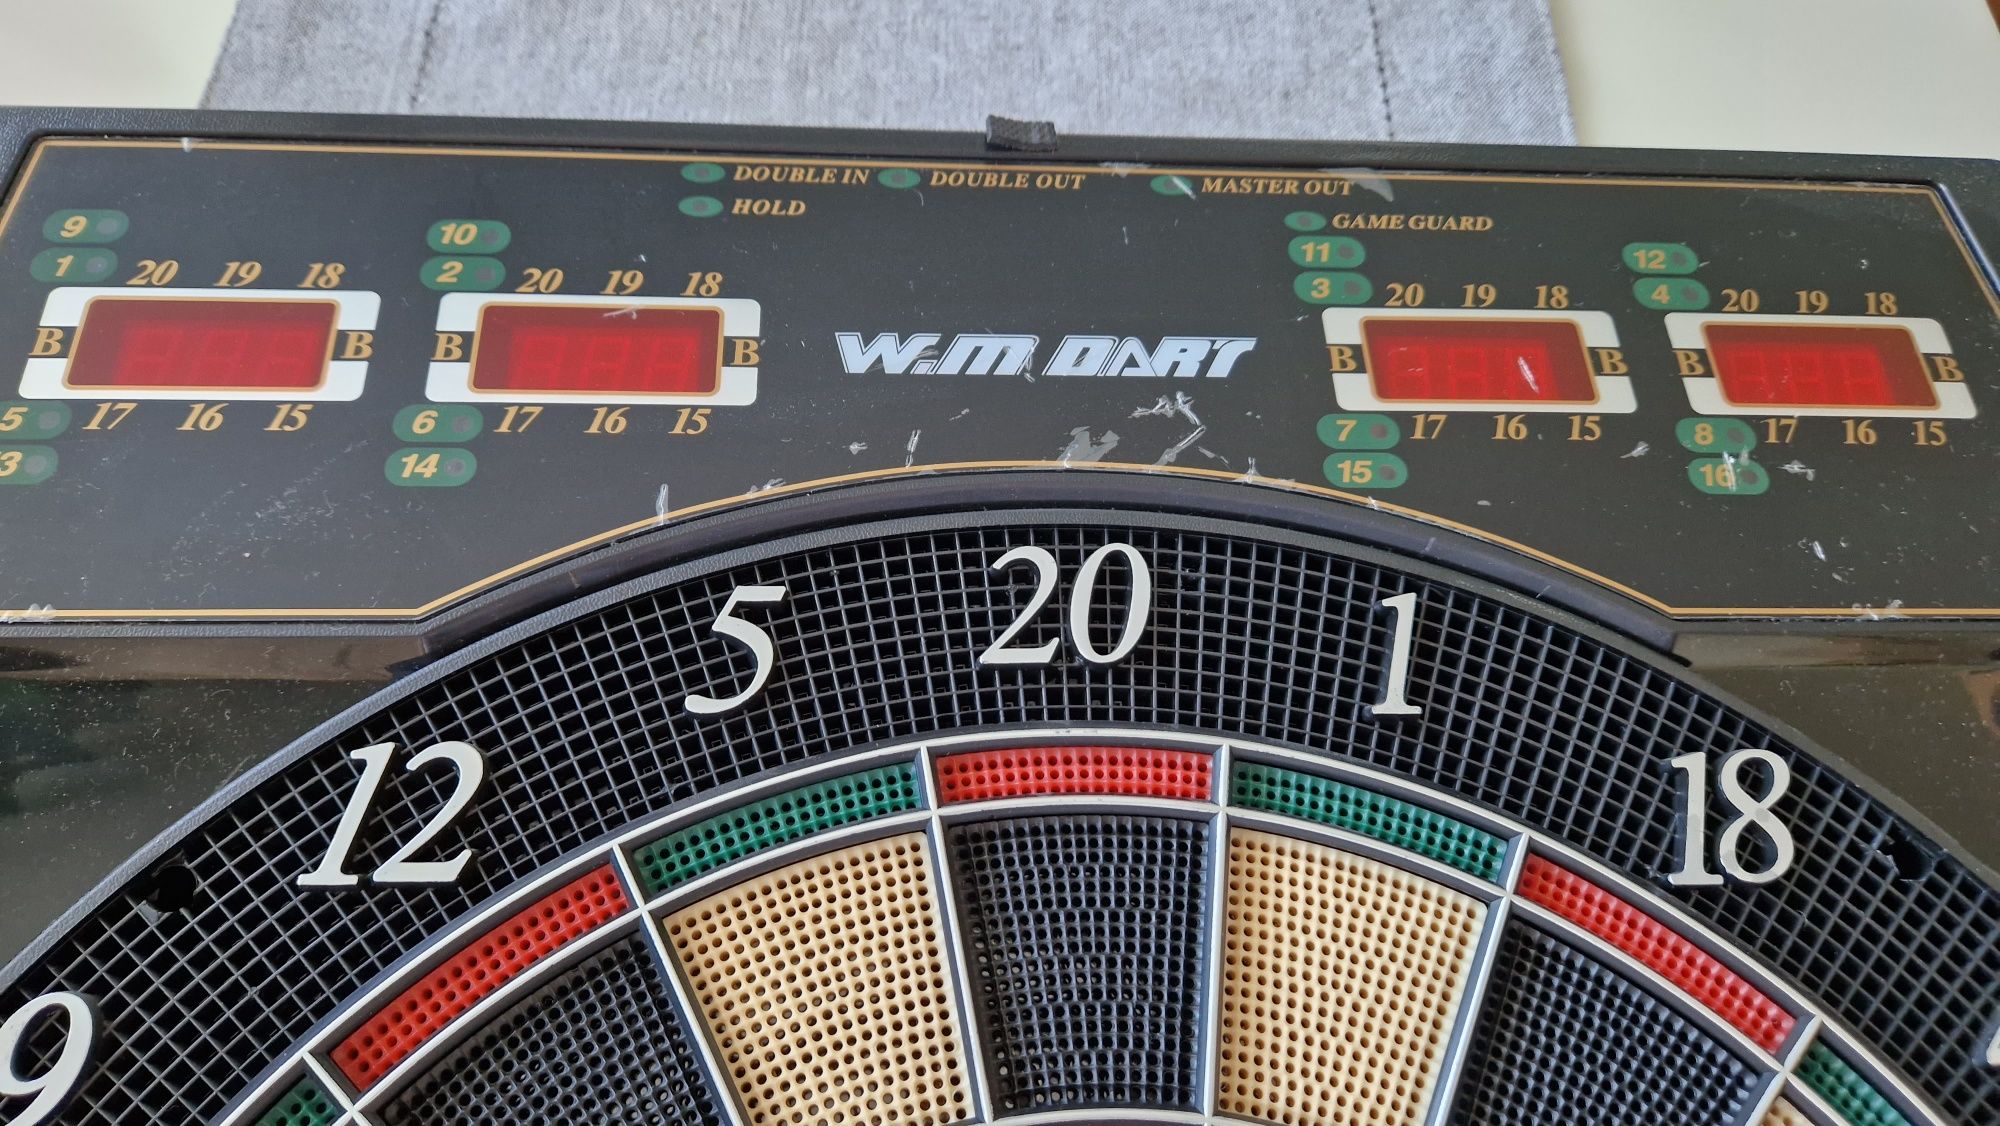 DOUBLE IN DOUBLE OUT MASTER OUT
HOLD
GAME GUARD
9 10 11 12
1 2 3 4
20 19 18 20 19 18 20 19 18 20 19 18
B B B B W.M DART B B B B
17 16 15 17 16 15 17 16 15 17 16 15
5 6 7 8
3 14 15 16
5 20 1
12 18
9